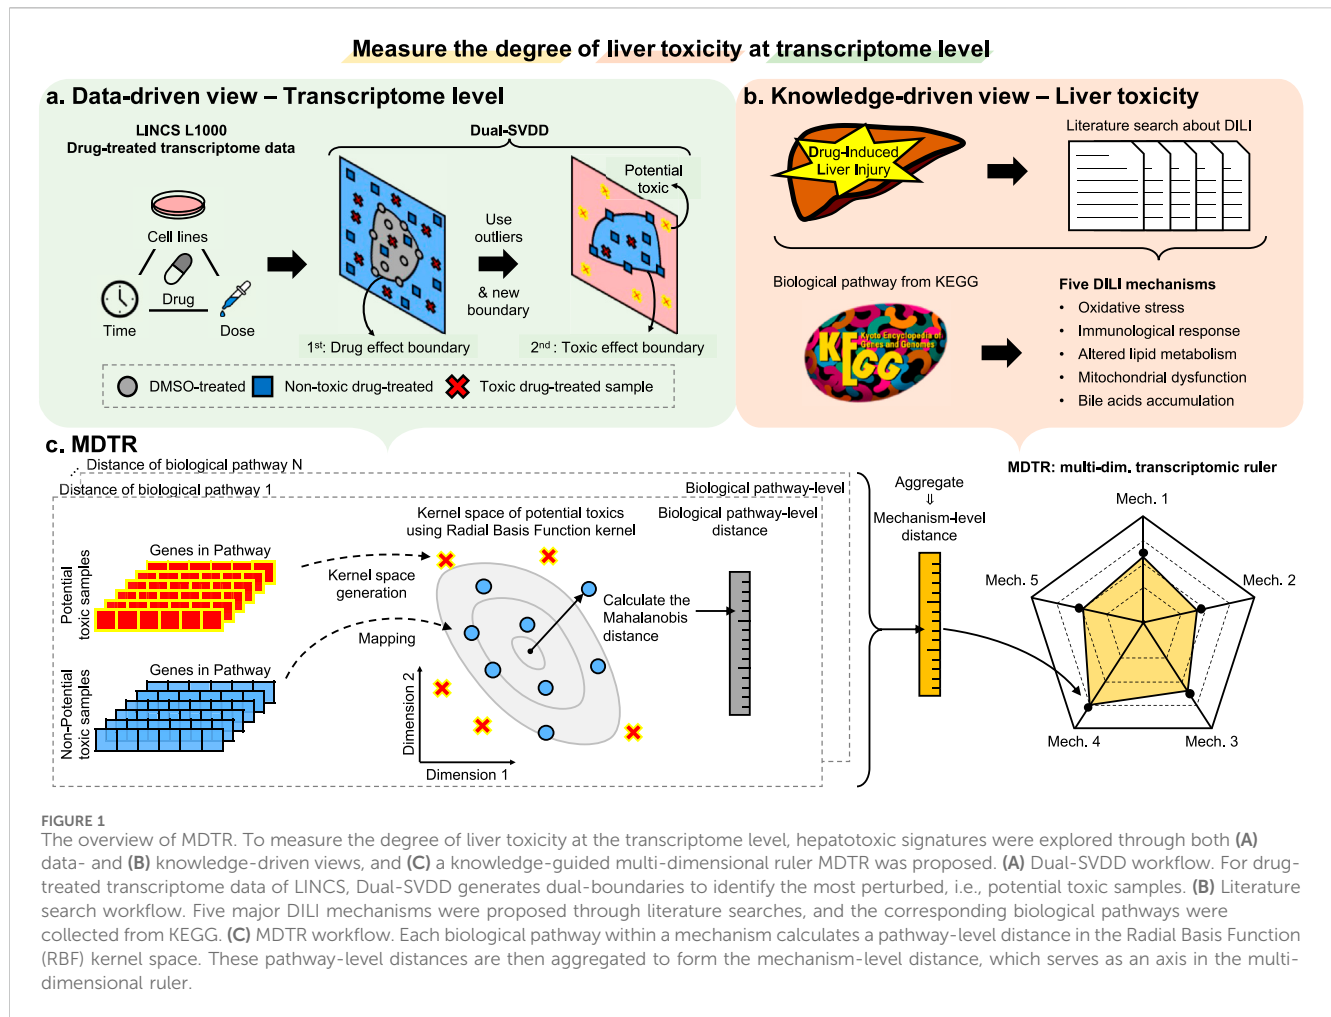 Measure the degree of liver toxicity at transcriptome level
a. Data-driven view – Transcriptome level
LINCS L1000
Drug-treated transcriptome data
Cell lines
Drug
Time
Dose
Dual-SVDD
Use
outliers
& new
boundary
Potential
toxic
1st: Drug effect boundary
2nd : Toxic effect boundary
DMSO-treated
Non-toxic drug-treated
Toxic drug-treated sample
b. Knowledge-driven view – Liver toxicity
Drug-Induced
Liver Injury
Literature search about DILI
Biological pathway from KEGG
KEGG
Kyoto Encyclopedia of
Genes and Genomes
Five DILI mechanisms
• Oxidative stress
• Immunological response
• Altered lipid metabolism
• Mitochondrial dysfunction
• Bile acids accumulation
c. MDTR
Distance of biological pathway N
Distance of biological pathway 1
Biological pathway-level
Biological pathway-level
distance
Potential
toxic samples
Genes in Pathway
Non-Potential
toxic samples
Genes in Pathway
Kernel space
generation
Mapping
Kernel space of potential toxics
using Radial Basis Function kernel
Dimension 2
Dimension 1
Calculate the
Mahalanobis
distance
Aggregate
⇓
Mechanism-level
distance
MDTR: multi-dim. transcriptomic ruler
Mech. 1
Mech. 2
Mech. 3
Mech. 4
Mech. 5
FIGURE 1
The overview of MDTR. To measure the degree of liver toxicity at the transcriptome level, hepatotoxic signatures were explored through both (A)
data- and (B) knowledge-driven views, and (C) a knowledge-guided multi-dimensional ruler MDTR was proposed. (A) Dual-SVDD workflow. For drug-
treated transcriptome data of LINCS, Dual-SVDD generates dual-boundaries to identify the most perturbed, i.e., potential toxic samples. (B) Literature
search workflow. Five major DILI mechanisms were proposed through literature searches, and the corresponding biological pathways were
collected from KEGG. (C) MDTR workflow. Each biological pathway within a mechanism calculates a pathway-level distance in the Radial Basis Function
(RBF) kernel space. These pathway-level distances are then aggregated to form the mechanism-level distance, which serves as an axis in the multi-
dimensional ruler.